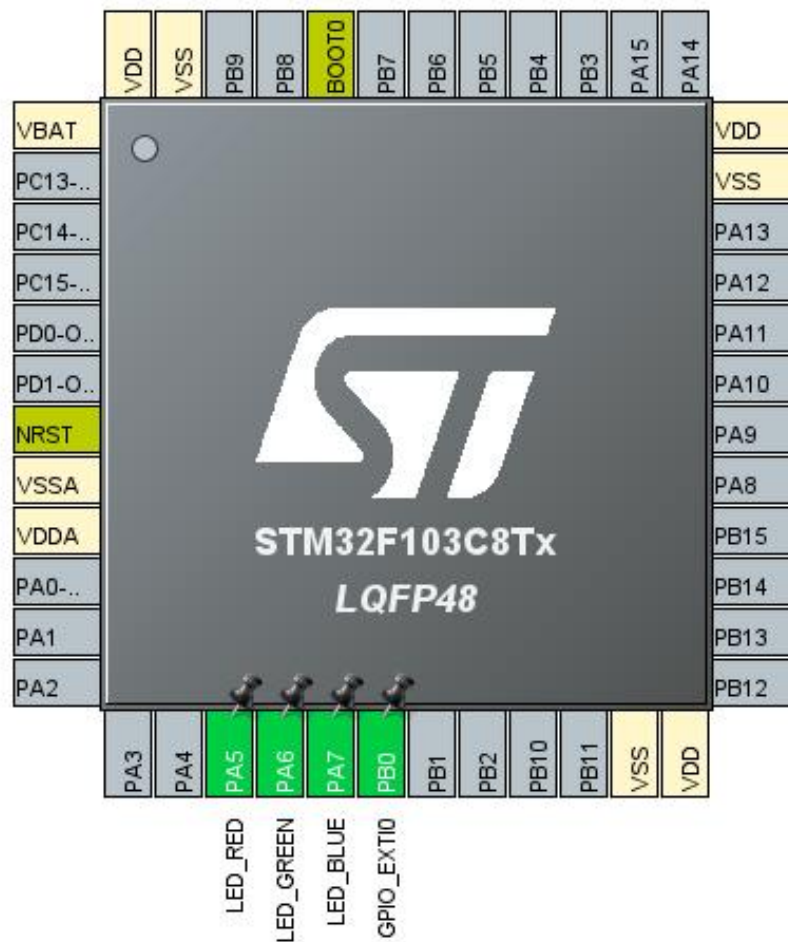 VDD
VSS
PB9
PB8
BOOT0
PB7
PB6
PB5
PB4
PB3
PA15
PA14
VBAT
PC13-..
PC14-..
PC15-..
PD0-O..
PD1-O..
NRST
VSSA
VDDA
PA0-..
PA1
PA2
VDD
VSS
PA13
PA12
PA11
PA10
PA9
PA8
PB15
PB14
PB13
PB12
ST
STM32F103C8Tx
LQFP48
PA3
PA4
PA5
PA6
PA7
PB0
PB1
PB2
PB10
PB11
VSS
VDD
LED_RED
LED_GREEN
LED_BLUE
GPIO_EXTI0